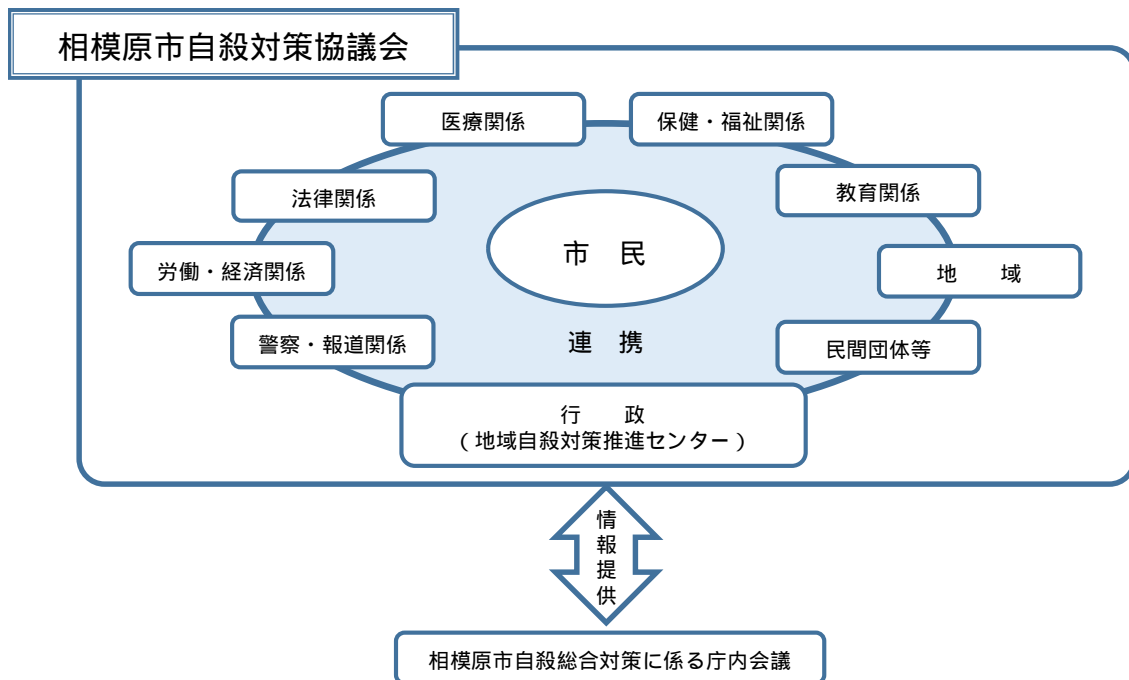 相模原市自殺対策協議会
医療関係
保健・福祉関係
法律関係
教育関係
市　民
労働・経済関係
地　　域
警察・報道関係
連　携
民間団体等
行　　政
（地域自殺対策推進センター）
情報提供
相模原市自殺総合対策に係る庁内会議